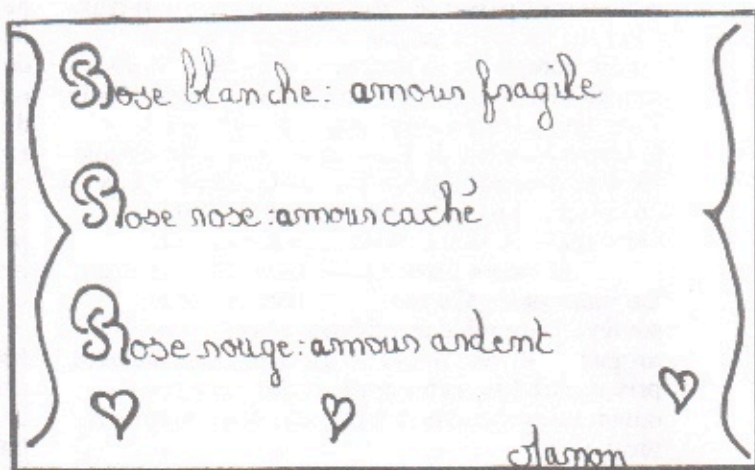 Rose blanche: amour fragile
Rose rose: amour caché
Rose rouge: amour ardent
Manon